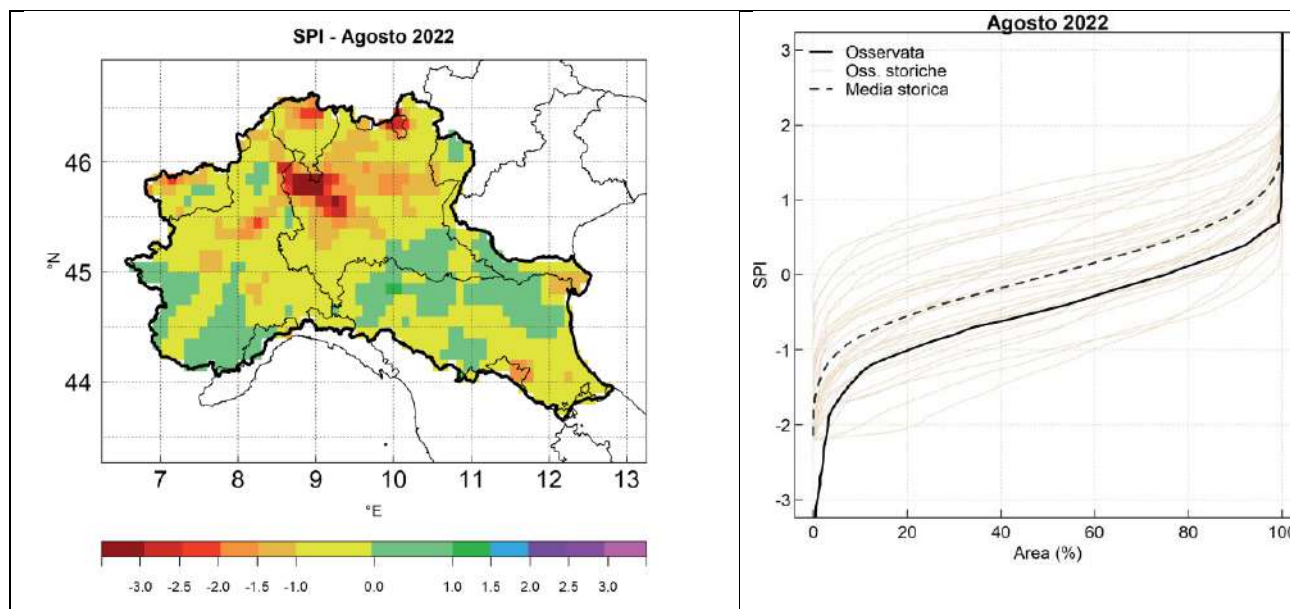 SPI - Agosto 2022
46
45
44
°N
7 8 9 10 11 12 13
°E
-3.0 -2.5 -2.0 -1.5 -1.0 0.0 1.0 1.5 2.0 2.5 3.0
Agosto 2022
Osservata
Oss. storiche
Media storica
3
2
1
0
-1
-2
-3
SPI
0 20 40 60 80 100
Area (%)